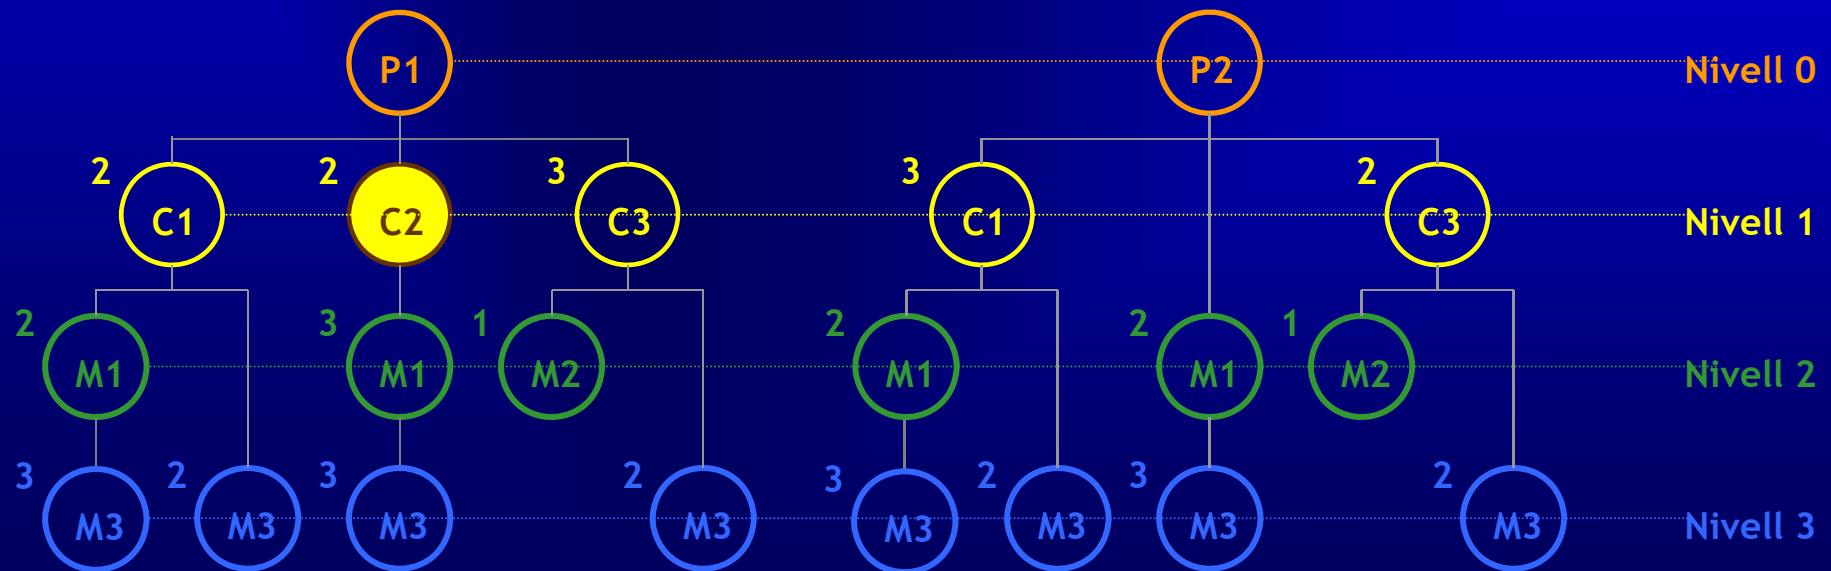 P1 P2 Nivell 0
2 2 3 3 2
C1 C2 C3 C1 C3 Nivell 1
2 3 1 2 2 1
M1 M1 M2 M1 M1 M2 Nivell 2
3 2 3 2 3 2 3 2
M3 M3 M3 M3 M3 M3 M3 M3 Nivell 3